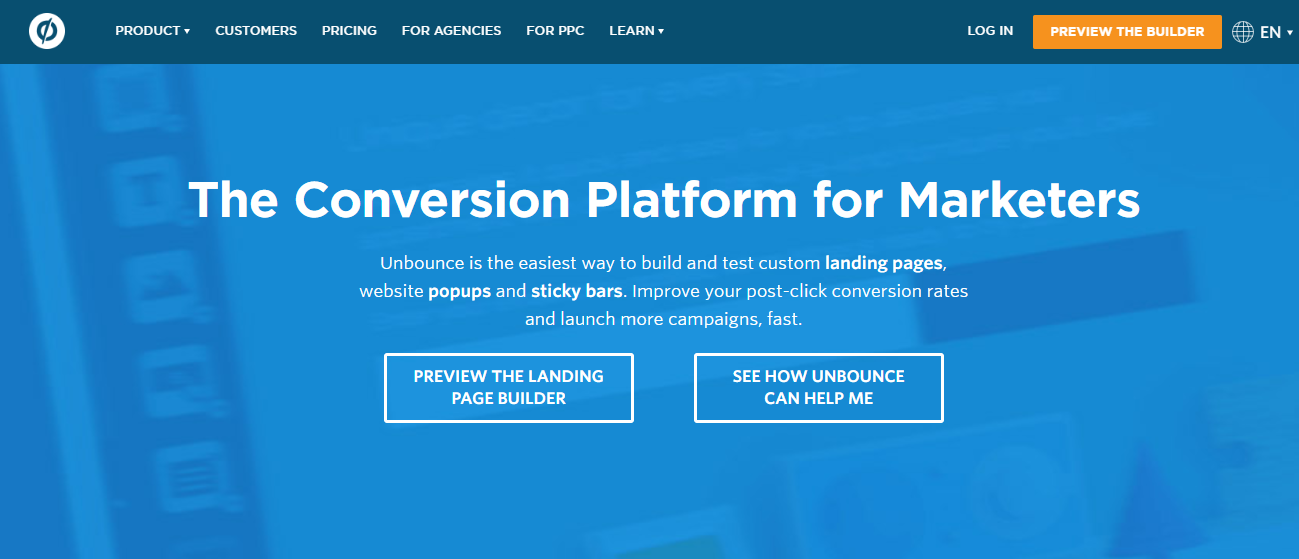 PRODUCT CUSTOMERS PRICING FOR AGENCIES FOR PPC LEARN LOG IN PREVIEW THE BUILDER EN
The Conversion Platform for Marketers
Unbounce is the easiest way to build and test custom landing pages,
website popups and sticky bars. Improve your post-click conversion rates
and launch more campaigns, fast.
PREVIEW THE LANDING
PAGE BUILDER
SEE HOW UNBOUNCE
CAN HELP ME